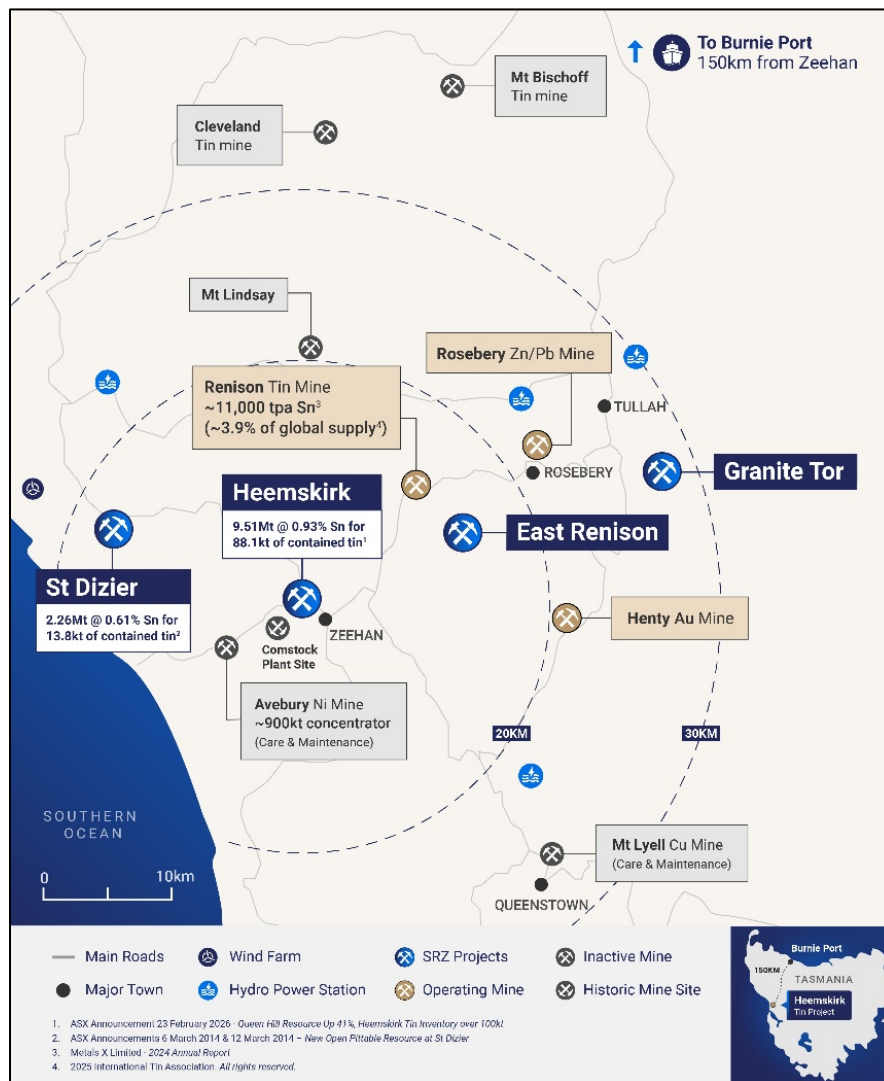 To Burnie Port
150km from Zeehan
Mt Bischoff
Tin mine
Cleveland
Tin mine
Mt Lindsay
Rosebery Zn/Pb Mine
Renison Tin Mine
~11,000 tpa Sn³
(~3.9% of global supply⁴)
TULLAH
ROSEBERY
Granite Tor
Heemskirk
9.51Mt @ 0.93% Sn for
88.1kt of contained tin¹
East Renison
St Dizier
2.26Mt @ 0.61% Sn for
13.8kt of contained tin²
ZEEHAN
Comstock
Plant Site
Henty Au Mine
Avebury Ni Mine
~900kt concentrator
(Care & Maintenance)
20KM
30KM
SOUTHERN
OCEAN
0 10km
Mt Lyell Cu Mine
(Care & Maintenance)
QUEENSTOWN
Main Roads
Wind Farm
SRZ Projects
Inactive Mine
Major Town
Hydro Power Station
Operating Mine
Historic Mine Site
1. ASX Announcement 23 February 2026 - Queen Hill Resource Up 41%, Heemskirk Tin Inventory over 100kt
2. ASX Announcements 6 March 2014 & 12 March 2014 – New Open Pittable Resource at St Dizier
3. Metals X Limited - 2024 Annual Report
4. 2025 International Tin Association. All rights reserved.
Burnie Port
150KM
TASMANIA
Heemskirk
Tin Project